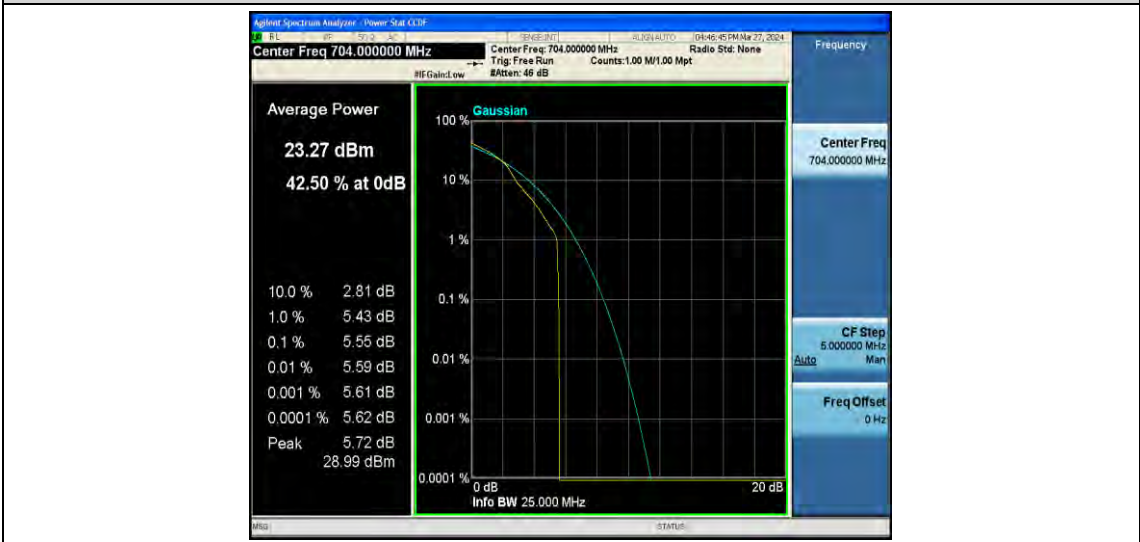 Agilent Spectrum Analyzer - Power Stat CCDF
RL RF 50 Ω AC SENSE:INT ALIGN AUTO 04:46:45 PM Mar 27, 2024
Center Freq 704.000000 MHz
Center Freq: 704.000000 MHz Radio Std: None
Trig: Free Run Counts:1.00 M/1.00 Mpt
#IFGain:Low #Atten: 46 dB
Frequency
Average Power
23.27 dBm
42.50 % at 0dB
10.0 % 2.81 dB
1.0 % 5.43 dB
0.1 % 5.55 dB
0.01 % 5.59 dB
0.001 % 5.61 dB
0.0001 % 5.62 dB
Peak 5.72 dB
28.99 dBm
Gaussian
100 %
10 %
1 %
0.1 %
0.01 %
0.001 %
0.0001 %
0 dB 20 dB
Info BW 25.000 MHz
Center Freq
704.000000 MHz
CF Step
5.000000 MHz
Auto Man
Freq Offset
0 Hz
MSG STATUS